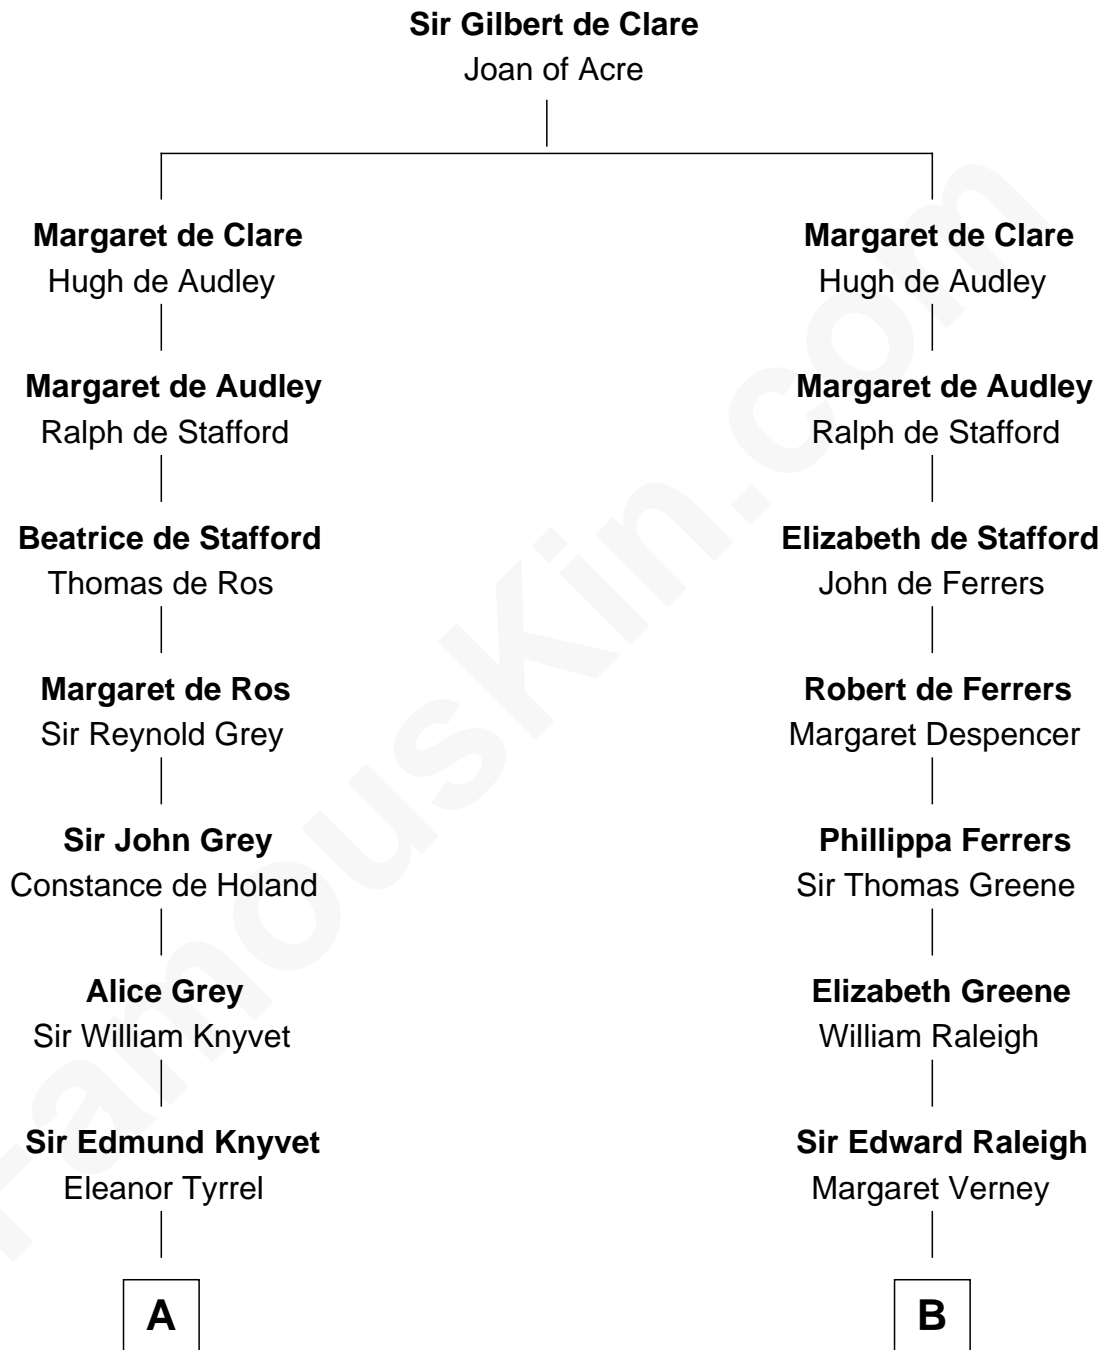 Sir Gilbert de Clare
Joan of Acre
Margaret de Clare
Hugh de Audley
Margaret de Audley
Ralph de Stafford
Beatrice de Stafford
Thomas de Ros
Margaret de Ros
Sir Reynold Grey
Sir John Grey
Constance de Holand
Alice Grey
Sir William Knyvet
Sir Edmund Knyvet
Eleanor Tyrrel
A
Margaret de Clare
Hugh de Audley
Margaret de Audley
Ralph de Stafford
Elizabeth de Stafford
John de Ferrers
Robert de Ferrers
Margaret Despencer
Phillippa Ferrers
Sir Thomas Greene
Elizabeth Greene
William Raleigh
Sir Edward Raleigh
Margaret Verney
B
FamousKin.com